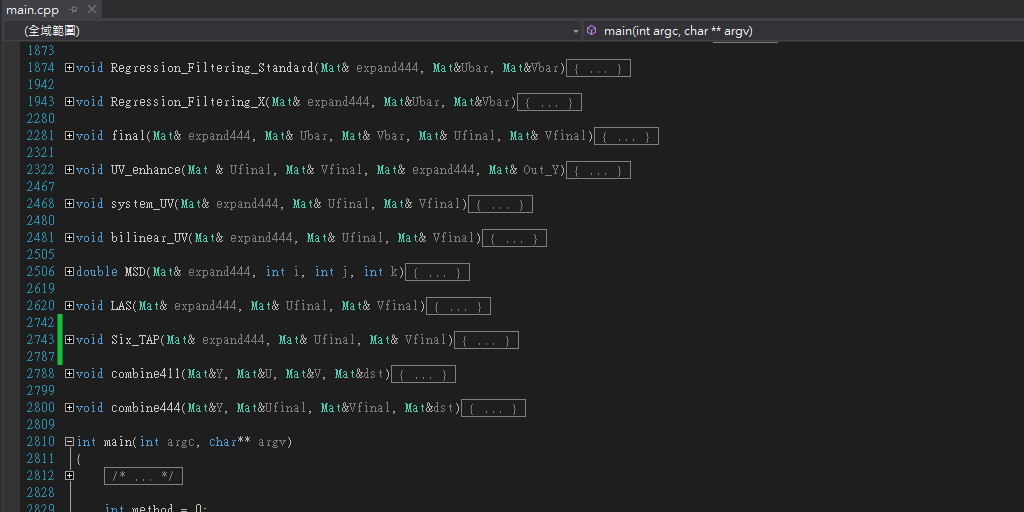 main.cpp
(全域範圍) main(int argc, char ** argv)
1873
1874 void Regression_Filtering_Standard(Mat& expand444, Mat&Ubar, Mat&Vbar){ ... }
1942
1943 void Regression_Filtering_X(Mat& expand444, Mat&Ubar, Mat&Vbar){ ... }
2280
2281 void final(Mat& expand444, Mat& Ubar, Mat& Vbar, Mat& Ufinal, Mat& Vfinal){ ... }
2321
2322 void UV_enhance(Mat & Ufinal, Mat& Vfinal, Mat& expand444, Mat& Out_Y){ ... }
2467
2468 void system_UV(Mat& expand444, Mat& Ufinal, Mat& Vfinal){ ... }
2480
2481 void bilinear_UV(Mat& expand444, Mat& Ufinal, Mat& Vfinal){ ... }
2505
2506 double MSD(Mat& expand444, int i, int j, int k){ ... }
2619
2620 void LAS(Mat& expand444, Mat& Ufinal, Mat& Vfinal){ ... }
2742
2743 void Six_TAP(Mat& expand444, Mat& Ufinal, Mat& Vfinal){ ... }
2787
2788 void combine411(Mat&Y, Mat&U, Mat&V, Mat&dst){ ... }
2799
2800 void combine444(Mat&Y, Mat&Ufinal, Mat&Vfinal, Mat&dst){ ... }
2809
2810 int main(int argc, char** argv)
2811 {
2812 /* ... */
2828
2829 int method = 0;